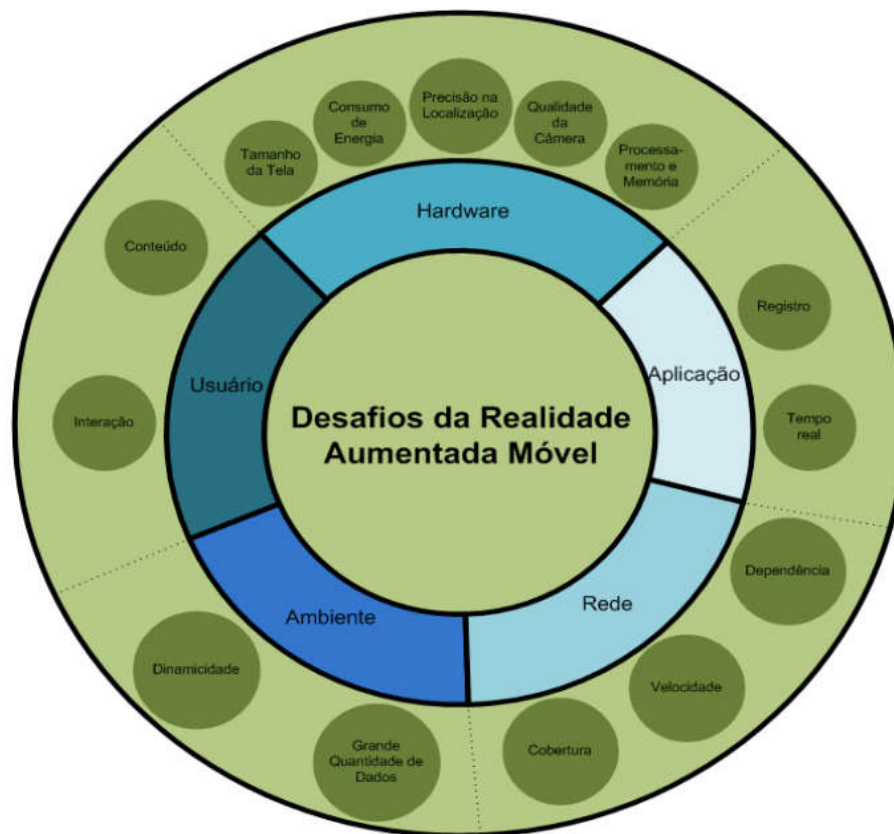 Precisão na
Localização
Consumo
de
Energia
Qualidade
da
Câmera
Tamanho
da Tela
Processa-
mento e
Memória
Hardware
Conteúdo
Registro
Usuário
Aplicação
Interação
Tempo
real
Desafios da Realidade
Aumentada Móvel
Dependência
Ambiente
Rede
Dinamicidade
Velocidade
Grande
Quantidade de
Dados
Cobertura